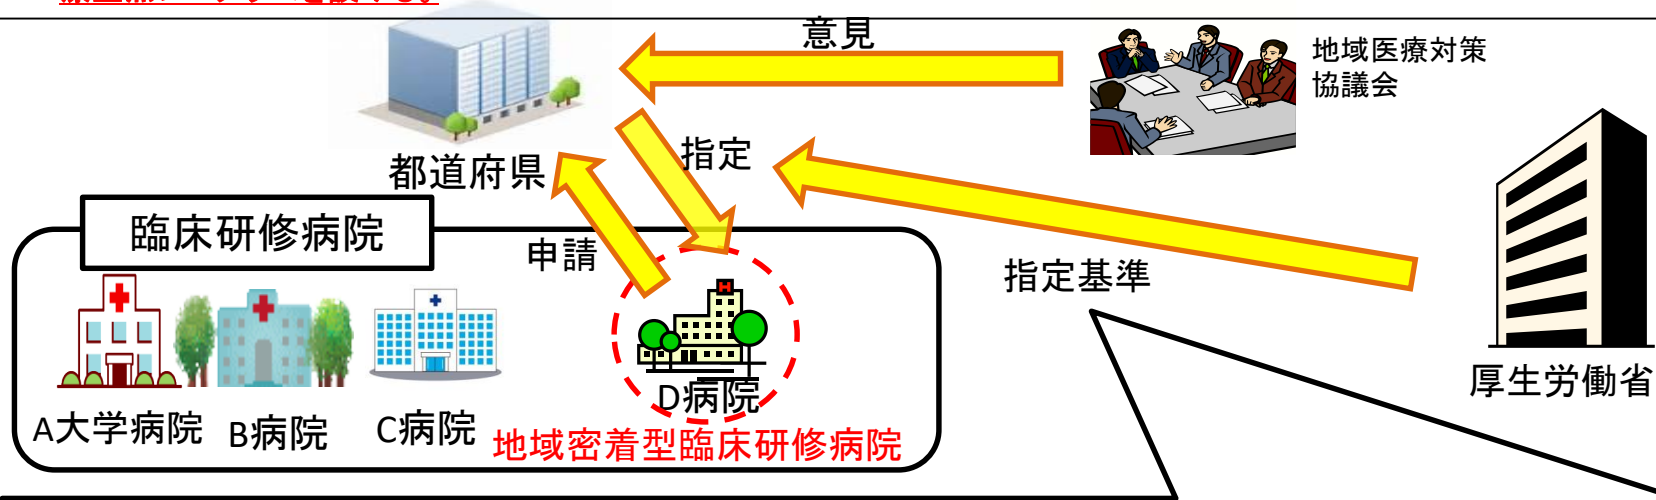 意見
地域医療対策
協議会
都道府県
指定
臨床研修病院
申請
指定基準
H
D病院
厚生労働省
A大学病院
B病院
C病院
地域密着型臨床研修病院